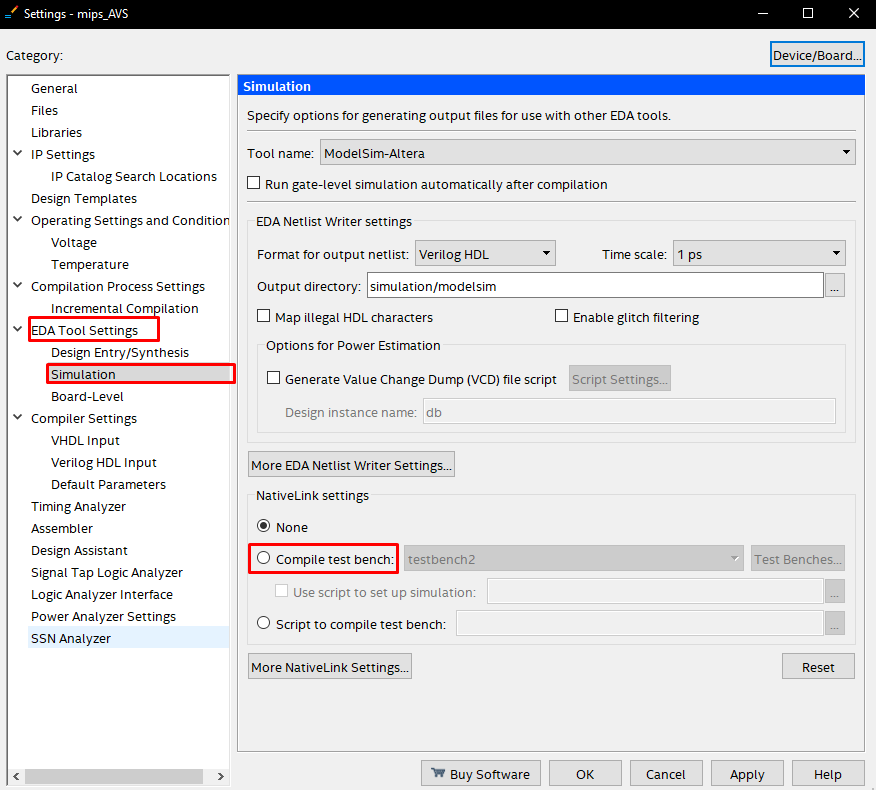 Settings - mips_AVS
Category:
Device/Board...
General
Files
Libraries
IP Settings
IP Catalog Search Locations
Design Templates
Operating Settings and Condition
Voltage
Temperature
Compilation Process Settings
Incremental Compilation
EDA Tool Settings
Design Entry/Synthesis
Simulation
Board-Level
Compiler Settings
VHDL Input
Verilog HDL Input
Default Parameters
Timing Analyzer
Assembler
Design Assistant
Signal Tap Logic Analyzer
Logic Analyzer Interface
Power Analyzer Settings
SSN Analyzer
Simulation
Specify options for generating output files for use with other EDA tools.
Tool name: ModelSim-Altera
Run gate-level simulation automatically after compilation
EDA Netlist Writer settings
Format for output netlist: Verilog HDL Time scale: 1 ps
Output directory: simulation/modelsim ...
Map illegal HDL characters Enable glitch filtering
Options for Power Estimation
Generate Value Change Dump (VCD) file script Script Settings...
Design instance name: db
More EDA Netlist Writer Settings...
NativeLink settings
None
Compile test bench: testbench2 Test Benches...
Use script to set up simulation: ...
Script to compile test bench: ...
More NativeLink Settings... Reset
Buy Software OK Cancel Apply Help